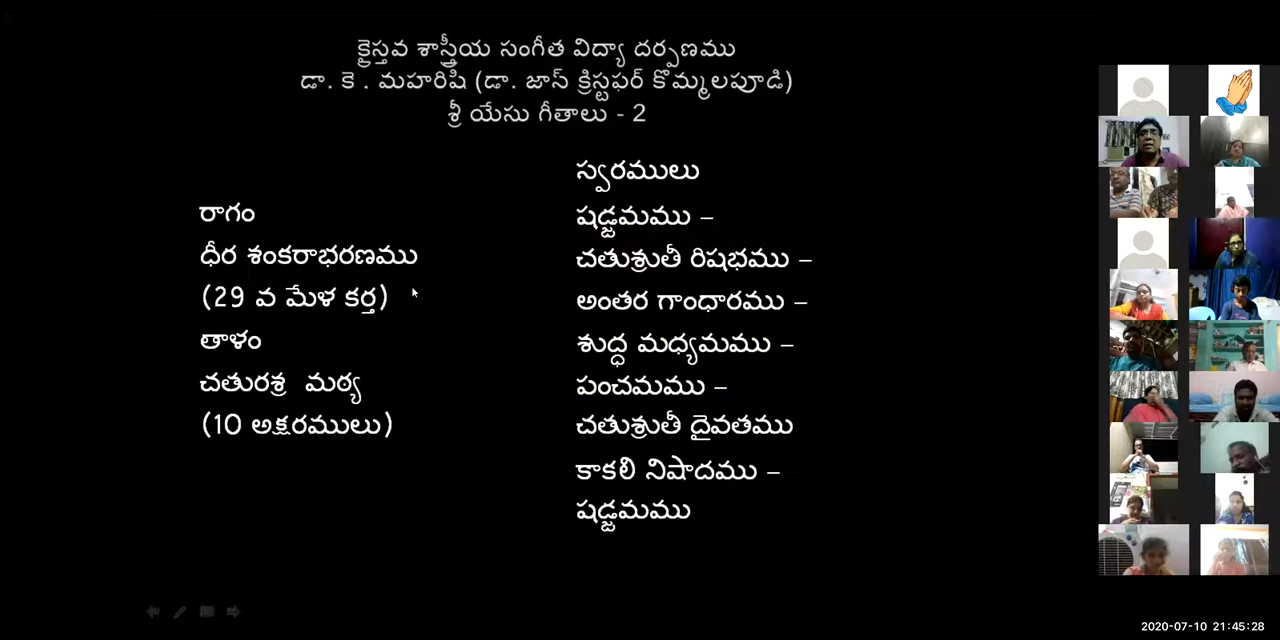 క్రైస్తవ శాస్త్రీయ సంగీత విద్యా దర్పణము
డా. కె . మహరిషి (డా. జాస్ క్రిస్టఫర్ కొమ్మలపూడి)
శ్రీ యేసు గీతాలు - 2
రాగం
ధీర శంకరాభరణము
(29 వ మేళ కర్త)
తాళం
చతురశ్ర మఠ్య
(10 అక్షరములు)
స్వరములు
షడ్జమము –
చతుశ్రుతీ రిషభము –
అంతర గాంధారము –
శుద్ధ మధ్యమము –
పంచమము –
చతుశ్రుతీ దైవతము
కాకలి నిషాదము –
షడ్జమము
2020-07-10 21:45:28